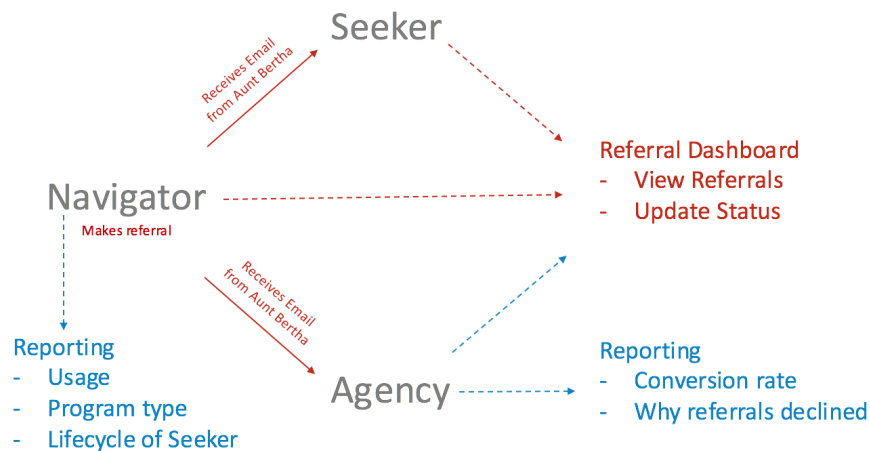 Seeker
Receives Email
from Aunt Bertha
Referral Dashboard
- View Referrals
- Update Status
Navigator
Makes referral
Receives Email
from Aunt Bertha
Reporting
- Usage
- Program type
- Lifecycle of Seeker
Agency
Reporting
- Conversion rate
- Why referrals declined